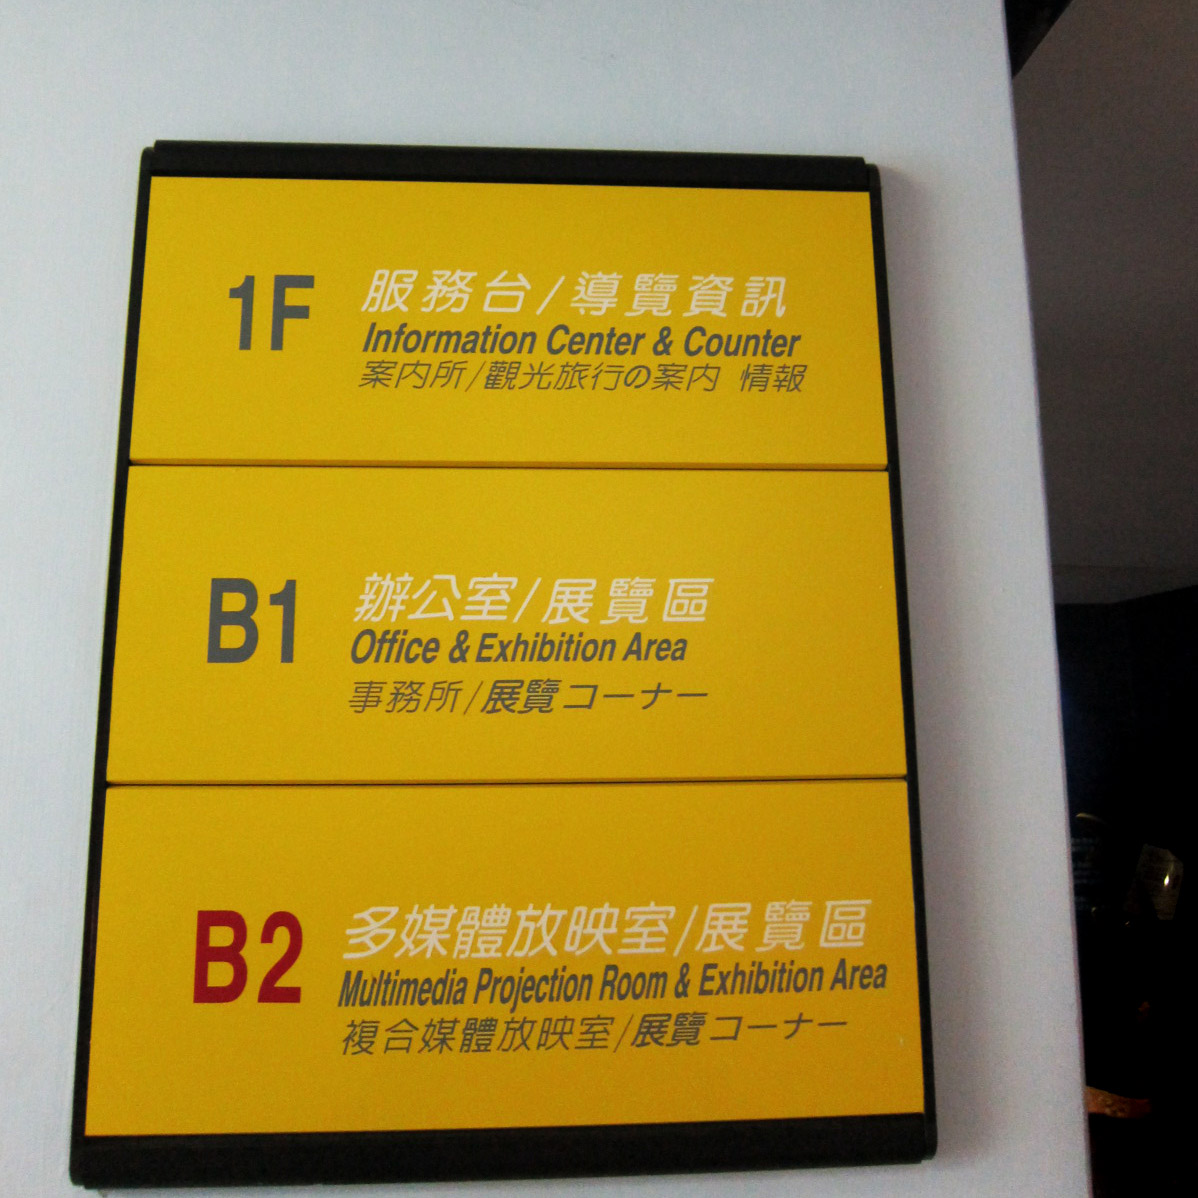 1F
服務台/導覽資訊
Information Center & Counter
案内所/觀光旅行の案内 情報
B1
辦公室/展覽區
Office & Exhibition Area
事務所/展覽コーナー
B2
多媒體放映室/展覽區
Multimedia Projection Room & Exhibition Area
複合媒體放映室/展覽コーナー